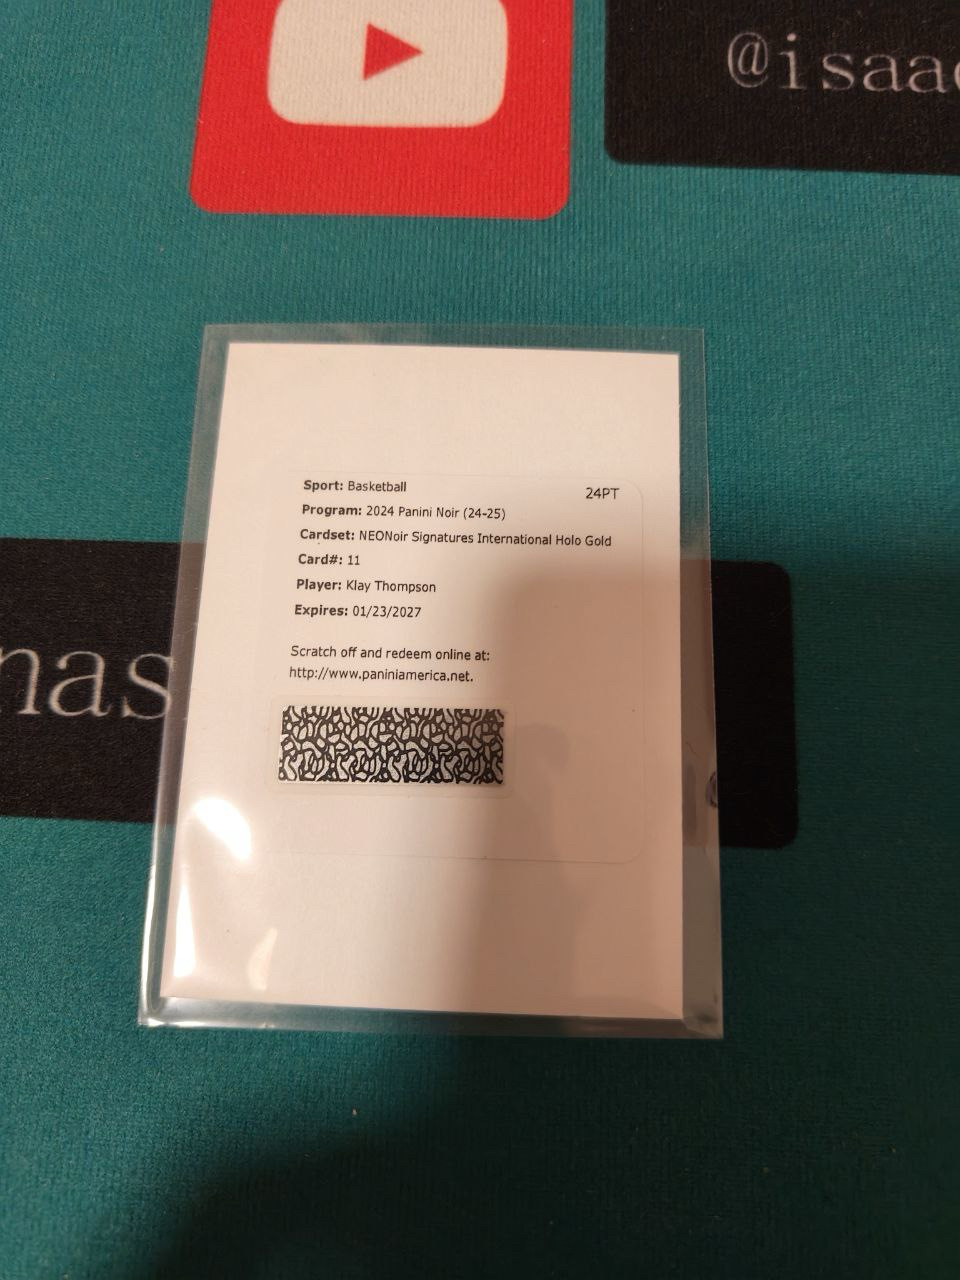 @isaa
Sport: Basketball
24PT
Program: 2024 Panini Noir (24-25)
Cardset: NEONoir Signatures International Holo Gold
Card#: 11
Player: Klay Thompson
Expires: 01/23/2027
Scratch off and redeem online at:
http://www.paniniamerica.net.
nas